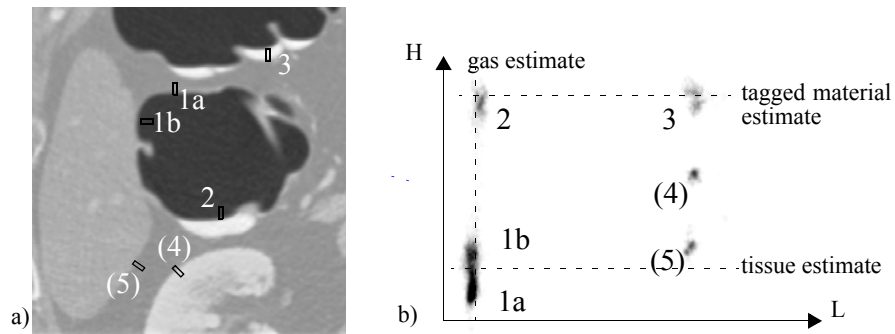 a)
1a
1b
2
3
(4)
(5)
b)
H
L
gas estimate
2
3
tagged material
estimate
(4)
1b
(5)
tissue estimate
1a